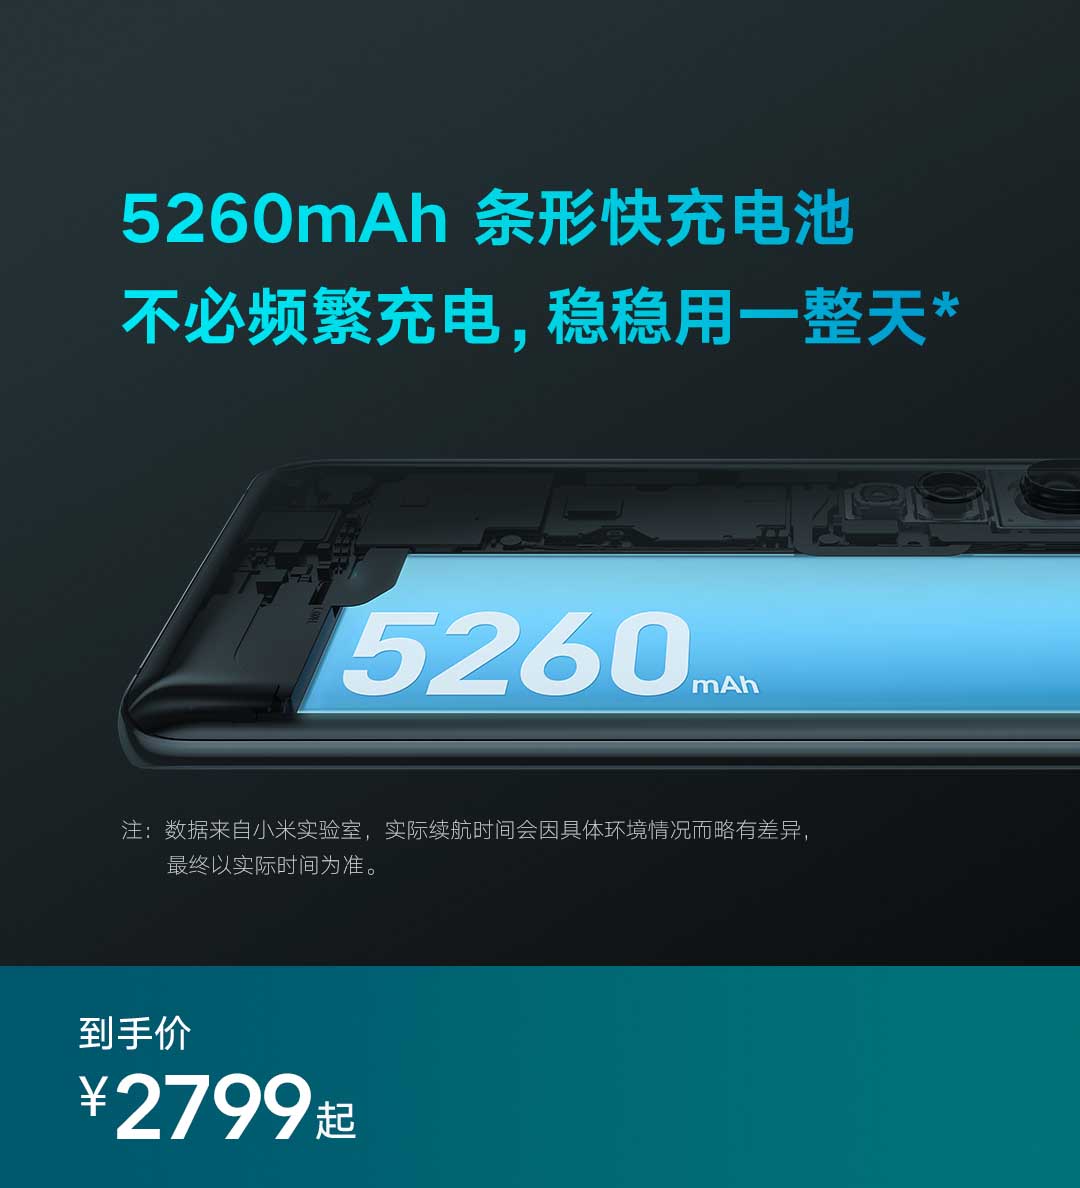 5260mAh 条形快充电池
不必频繁充电，稳稳用一整天*
5260mAh
注：数据来自小米实验室，实际续航时间会因具体环境情况而略有差异，
最终以实际时间为准。
到手价
¥2799起